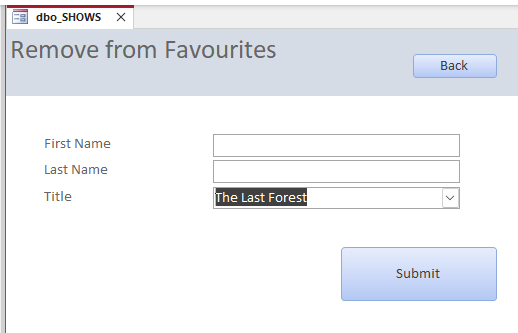 dbo_SHOWS
Remove from Favourites
Back
First Name
Last Name
Title
The Last Forest
Submit